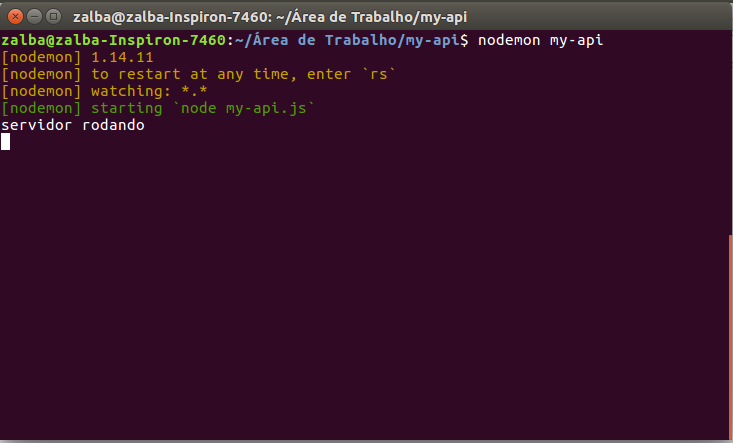 zalba@zalba-Inspiron-7460: ~/Área de Trabalho/my-api
zalba@zalba-Inspiron-7460:~/Área de Trabalho/my-api$ nodemon my-api
[nodemon] 1.14.11
[nodemon] to restart at any time, enter `rs`
[nodemon] watching: *.*
[nodemon] starting `node my-api.js`
servidor rodando